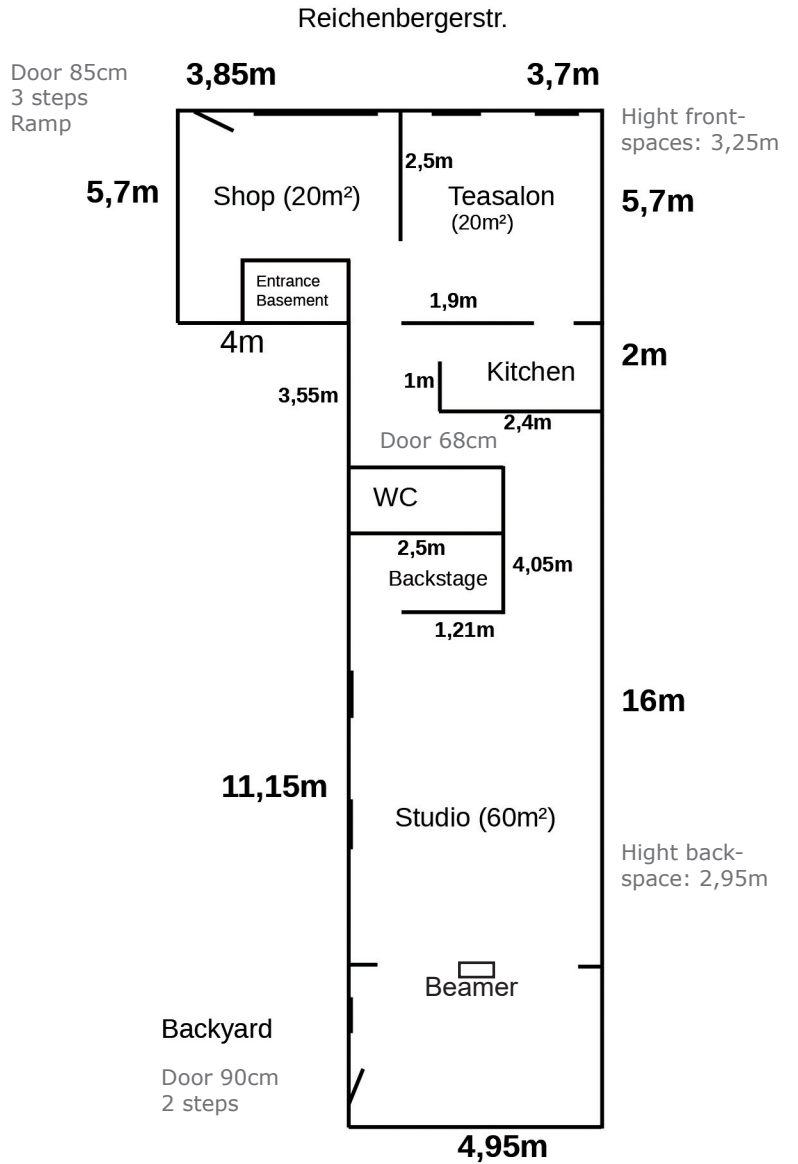 Reichenbergerstr.
Door 85cm
3 steps
Ramp
3,85m
3,7m
Hight front-
spaces: 3,25m
2,5m
5,7m
Shop (20m²)
Teasalon
(20m²)
5,7m
Entrance
Basement
1,9m
4m
2m
3,55m
1m
Kitchen
2,4m
Door 68cm
WC
2,5m
4,05m
Backstage
1,21m
16m
11,15m
Studio (60m²)
Hight back-
space: 2,95m
Beamer
Backyard
Door 90cm
2 steps
4,95m